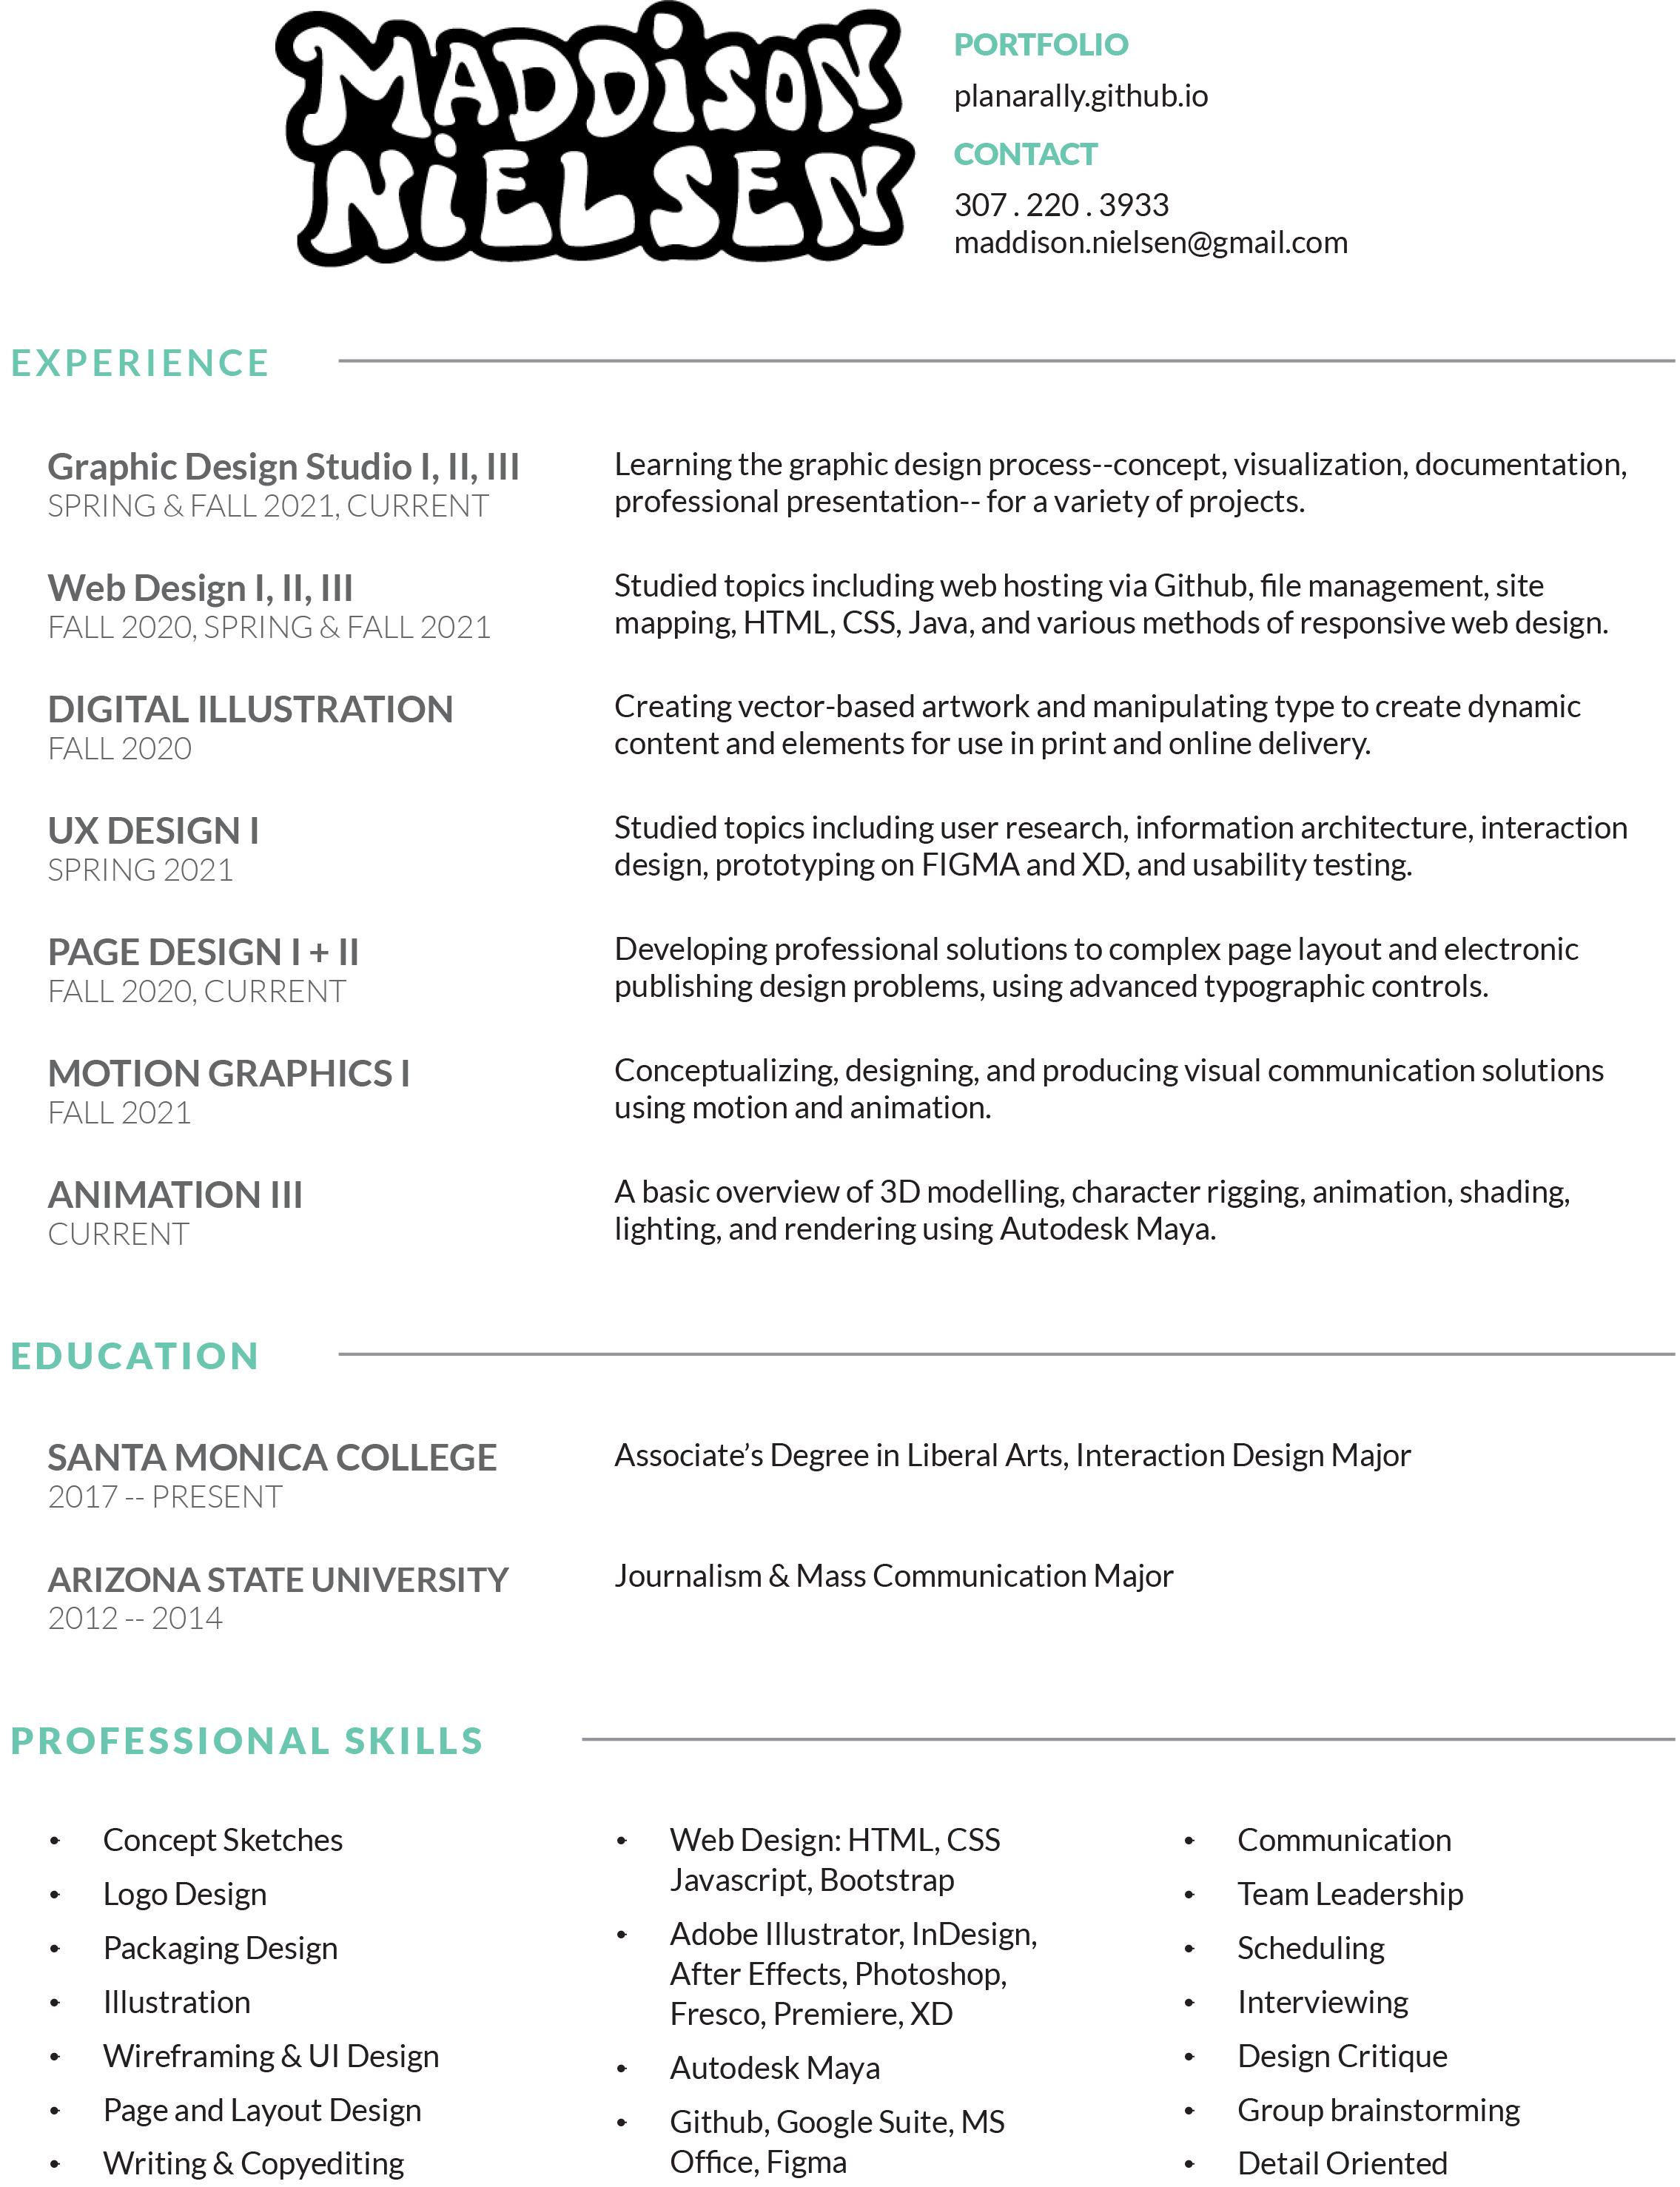 MADDiSON
NiELSEN
PORTFOLIO
planarally.github.io
CONTACT
307 . 220 . 3933
maddison.nielsen@gmail.com
EXPERIENCE
Graphic Design Studio I, II, III
SPRING & FALL 2021, CURRENT
Learning the graphic design process--concept, visualization, documentation,
professional presentation-- for a variety of projects.
Web Design I, II, III
FALL 2020, SPRING & FALL 2021
Studied topics including web hosting via Github, file management, site
mapping, HTML, CSS, Java, and various methods of responsive web design.
DIGITAL ILLUSTRATION
FALL 2020
Creating vector-based artwork and manipulating type to create dynamic
content and elements for use in print and online delivery.
UX DESIGN I
SPRING 2021
Studied topics including user research, information architecture, interaction
design, prototyping on FIGMA and XD, and usability testing.
PAGE DESIGN I + II
FALL 2020, CURRENT
Developing professional solutions to complex page layout and electronic
publishing design problems, using advanced typographic controls.
MOTION GRAPHICS I
FALL 2021
Conceptualizing, designing, and producing visual communication solutions
using motion and animation.
ANIMATION III
CURRENT
A basic overview of 3D modelling, character rigging, animation, shading,
lighting, and rendering using Autodesk Maya.
EDUCATION
SANTA MONICA COLLEGE
2017 -- PRESENT
Associate’s Degree in Liberal Arts, Interaction Design Major
ARIZONA STATE UNIVERSITY
2012 -- 2014
Journalism & Mass Communication Major
PROFESSIONAL SKILLS
• Concept Sketches
• Logo Design
• Packaging Design
• Illustration
• Wireframing & UI Design
• Page and Layout Design
• Writing & Copyediting
• Web Design: HTML, CSS
Javascript, Bootstrap
• Adobe Illustrator, InDesign,
After Effects, Photoshop,
Fresco, Premiere, XD
• Autodesk Maya
• Github, Google Suite, MS
Office, Figma
• Communication
• Team Leadership
• Scheduling
• Interviewing
• Design Critique
• Group brainstorming
• Detail Oriented